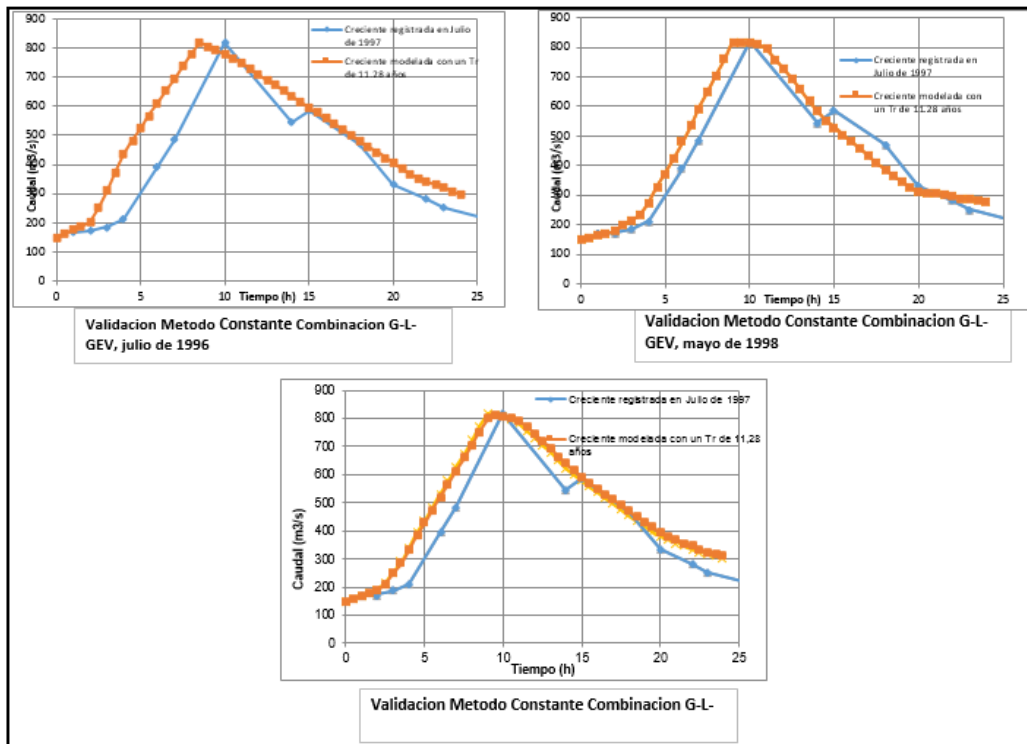 900
800
700
600
500
400
300
200
100
0
Caudal (m3/s)
Creciente registrada en Julio
de 1997
Creciente modelada con un Tr
de 11.28 años
0 5 10 15 20 25
Tiempo (h)
Validacion Metodo Constante Combinacion G-L-
GEV, julio de 1996
900
800
700
600
500
400
300
200
100
0
Caudal (m3/s)
Creciente registrada en
Julio de 1997
Creciente modelada con
un Tr de 11.28 años
0 5 10 15 20 25
Tiempo (h)
Validacion Metodo Constante Combinacion G-L-
GEV, mayo de 1998
900
800
700
600
500
400
300
200
100
0
Caudal (m3/s)
Creciente registrada en Julio de 1997
Creciente modelada con un Tr de 11,28
años
0 5 10 15 20 25
Tiempo (h)
Validacion Metodo Constante Combinacion G-L-